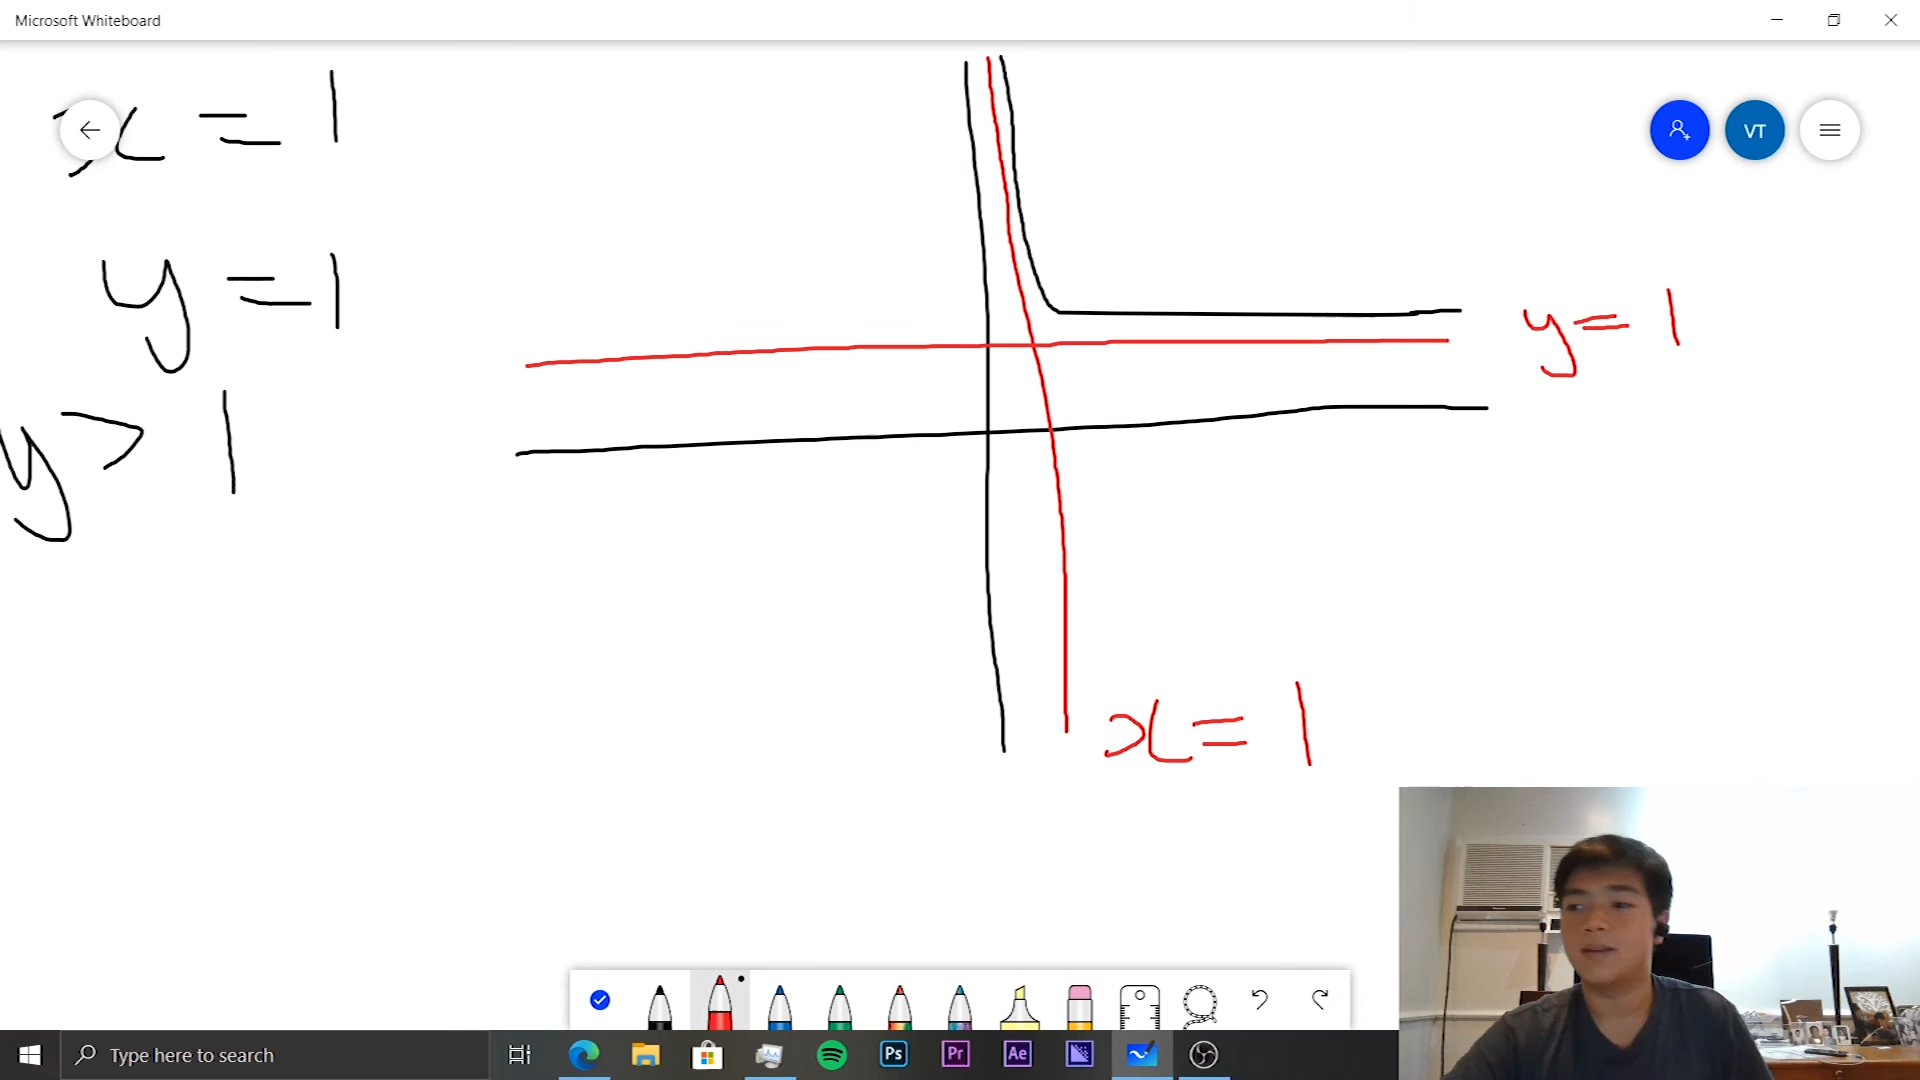 Microsoft Whiteboard
x = 1
VT
y = 1
y = 1
y > 1
x = 1
Type here to search
Ps
Pr
Ae